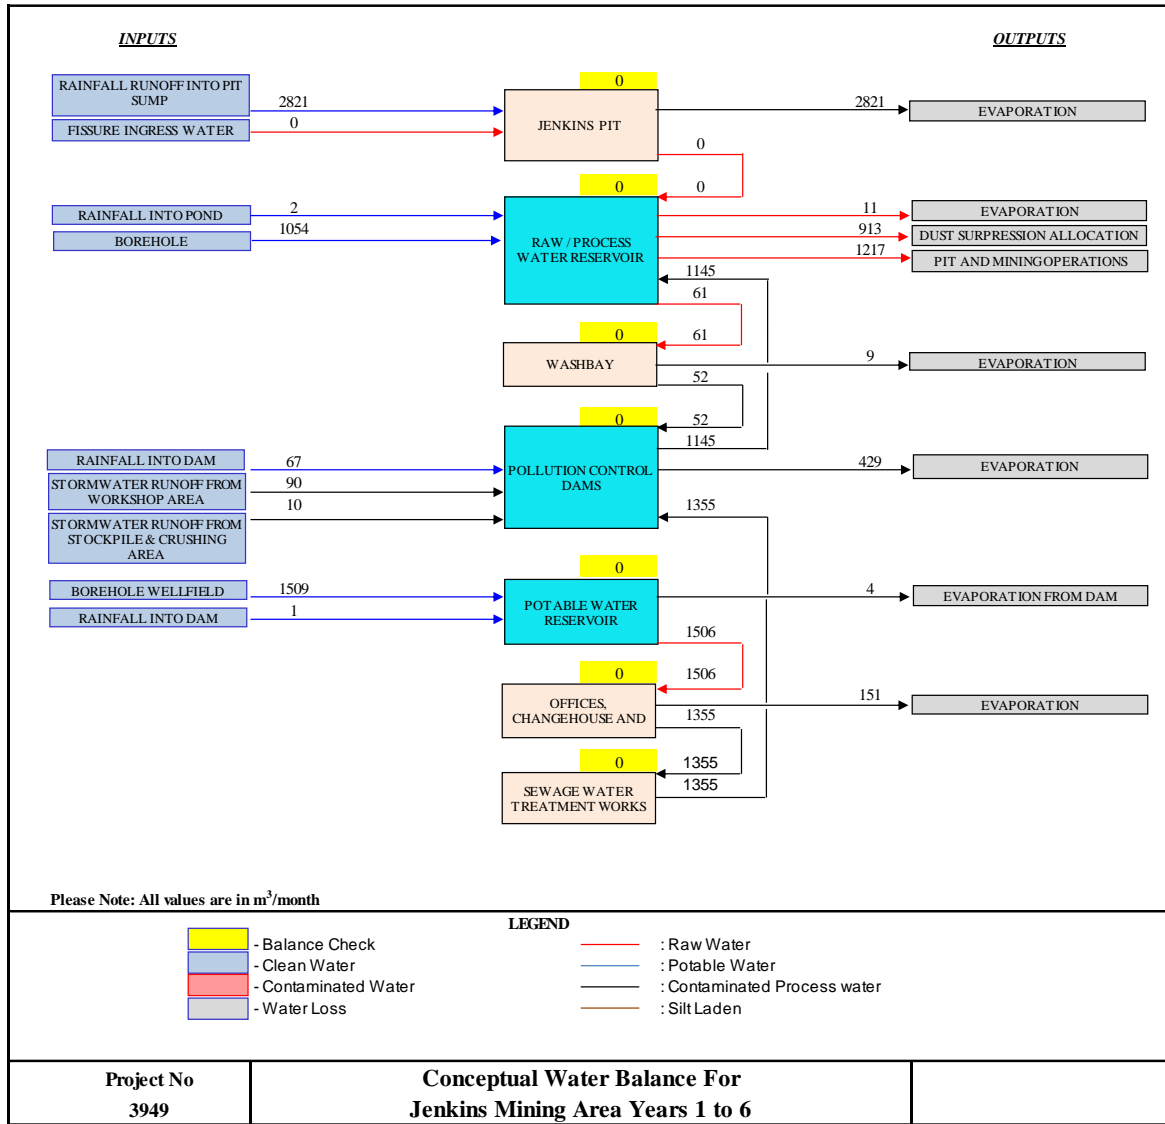 INPUTS
OUTPUTS
RAINFALL RUNOFF INTO PIT
SUMP
2821
0
JENKINS PIT
2821
EVAPORATION
FISSURE INGRESS WATER
0
0
0
0
RAINFALL INTO POND
2
BOREHOLE
1054
RAW / PROCESS
WATER RESERVOIR
11
EVAPORATION
913
DUST SURPRESSION ALLOCATION
1217
PIT AND MINING OPERATIONS
1145
61
0
61
WASHBAY
9
EVAPORATION
52
0
52
1145
RAINFALL INTO DAM
67
STORMWATER RUNOFF FROM
WORKSHOP AREA
90
10
STORMWATER RUNOFF FROM
STOCKPILE & CRUSHING
AREA
POLLUTION CONTROL
DAMS
429
EVAPORATION
1355
0
BOREHOLE WELLFIELD
1509
RAINFALL INTO DAM
1
POTABLE WATER
RESERVOIR
4
EVAPORATION FROM DAM
1506
0
1506
OFFICES,
CHANGEHOUSE AND
151
EVAPORATION
1355
0
1355
1355
SEWAGE WATER
TREATMENT WORKS
Please Note: All values are in m³/month
LEGEND
- Balance Check
- Clean Water
- Contaminated Water
- Water Loss
: Raw Water
: Potable Water
: Contaminated Process water
: Silt Laden
Project No
3949
Conceptual Water Balance For
Jenkins Mining Area Years 1 to 6